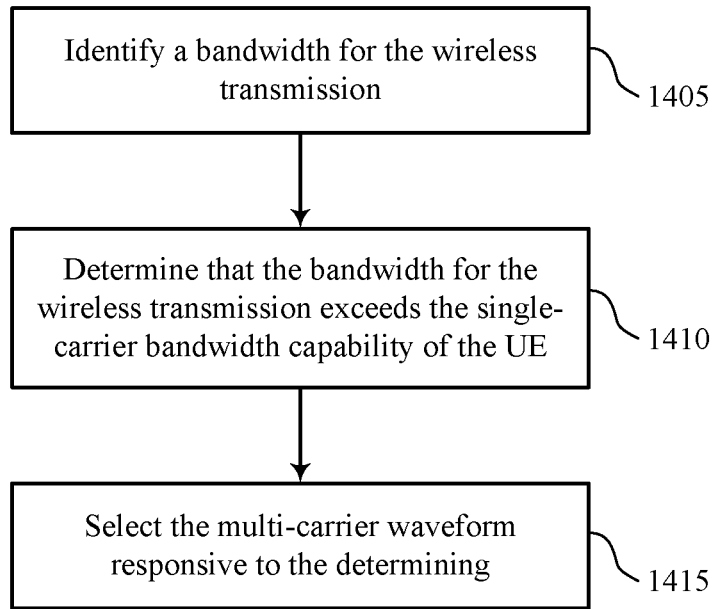 Identify a bandwidth for the wireless
transmission
1405
Determine that the bandwidth for the
wireless transmission exceeds the single-
carrier bandwidth capability of the UE
1410
Select the multi-carrier waveform
responsive to the determining
1415